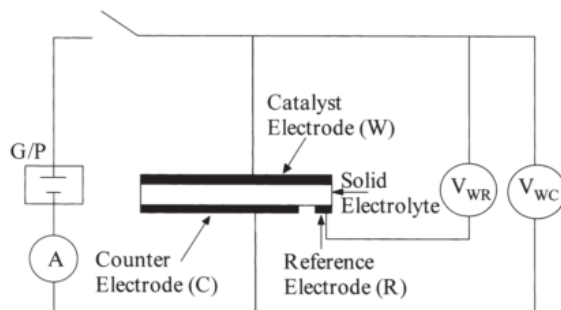 Catalyst
Electrode (W)
G/P
Solid
Electrolyte
V_WR
V_WC
A
Counter
Electrode (C)
Reference
Electrode (R)